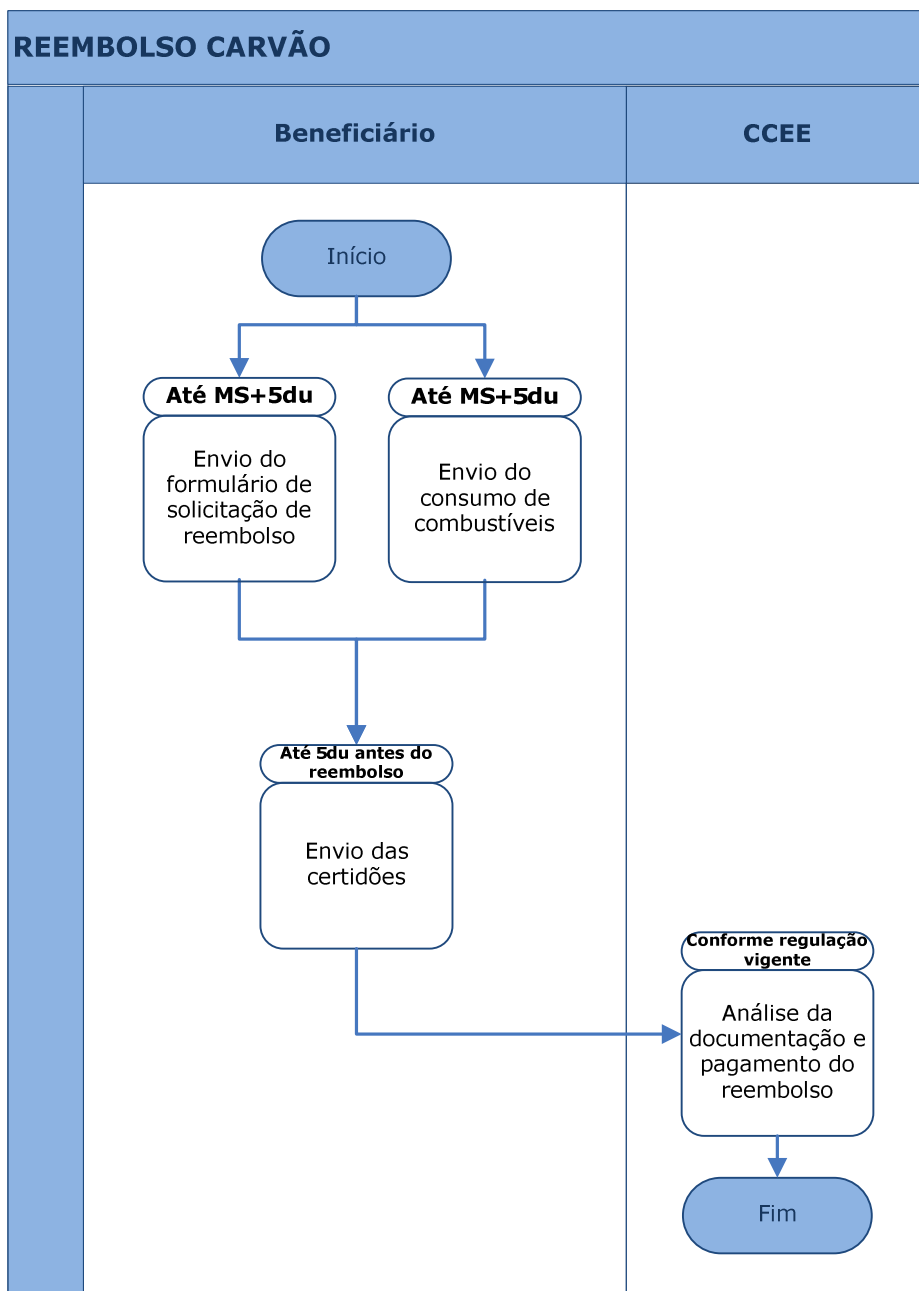 REEMBOLSO CARVÃO
Beneficiário
CCEE
Início
Até MS+5du
Envio do
formulário de
solicitação de
reembolso
Até MS+5du
Envio do
consumo de
combustíveis
Até 5du antes do
reembolso
Envio das
certidões
Conforme regulação
vigente
Análise da
documentação e
pagamento do
reembolso
Fim